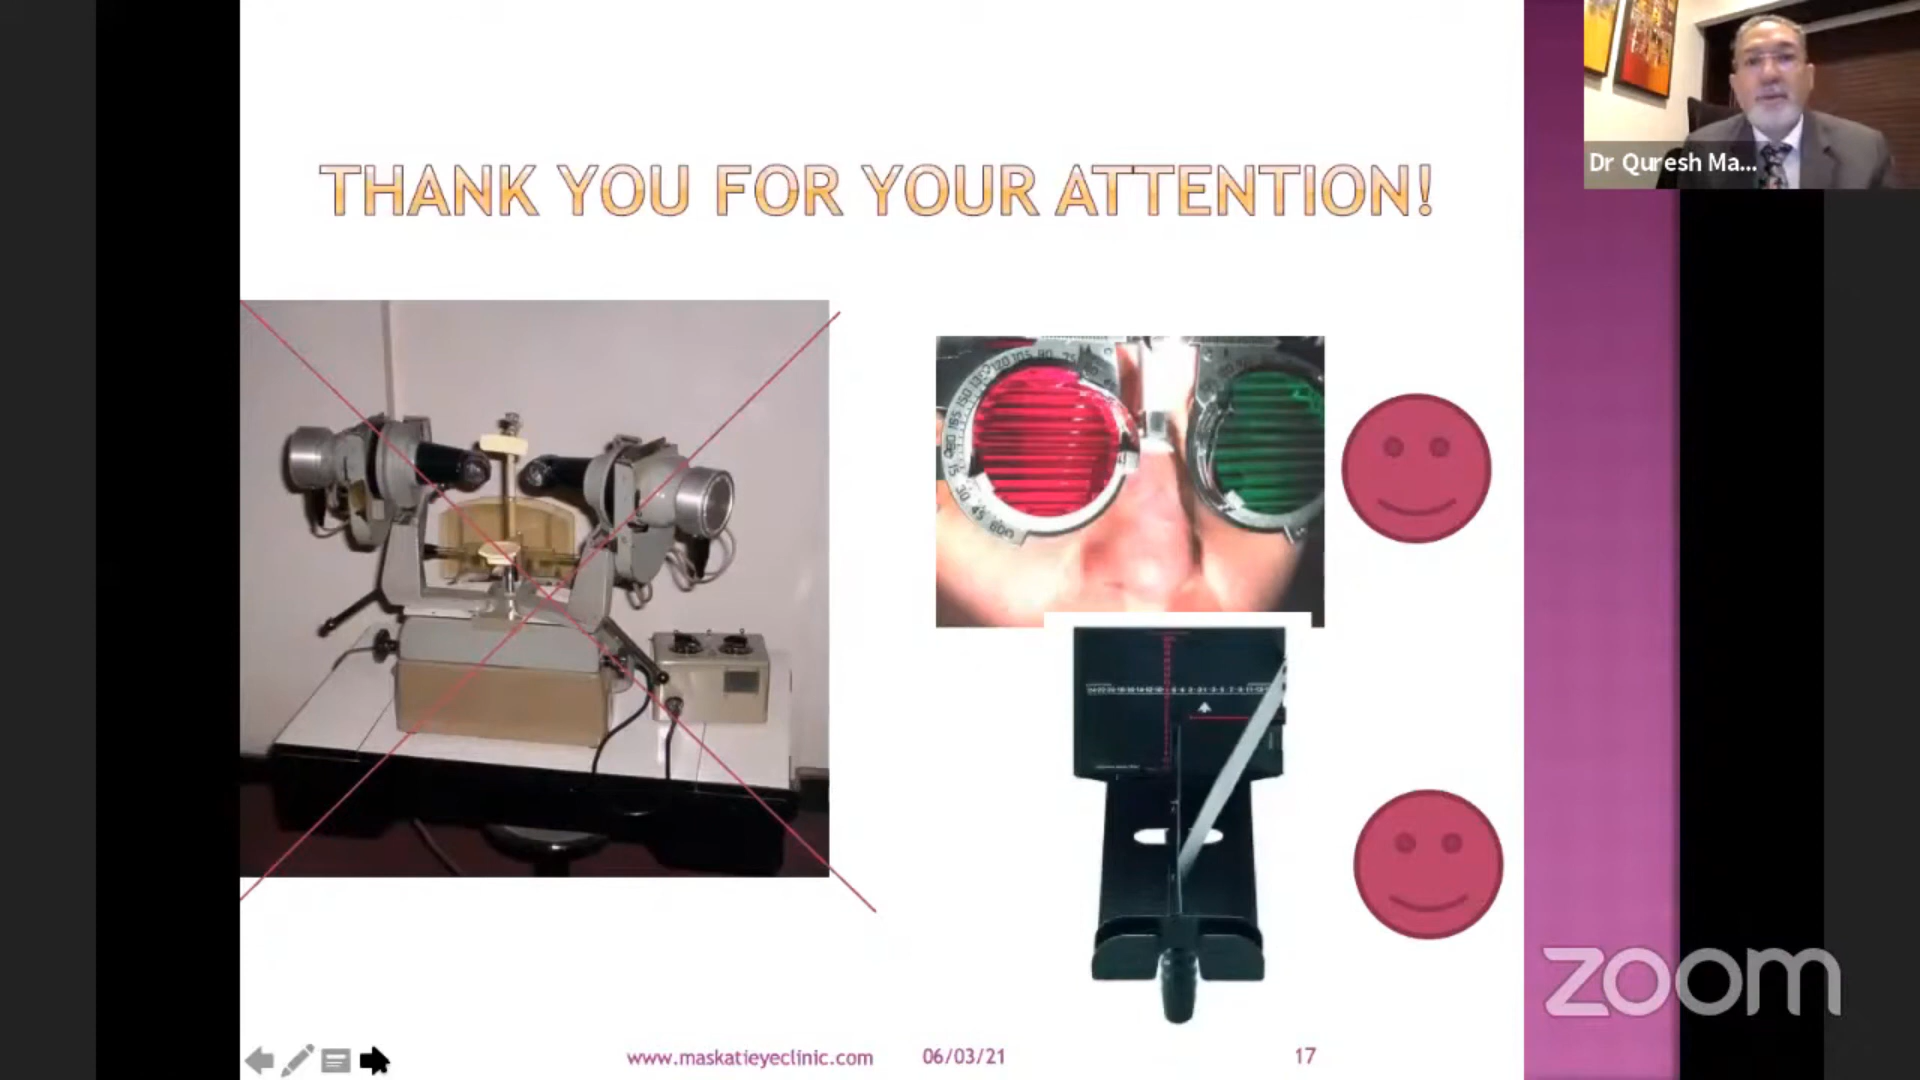 THANK YOU FOR YOUR ATTENTION!
Dr Quresh Ma...
www.maskatieyeclinic.com
06/03/21
17
zoom